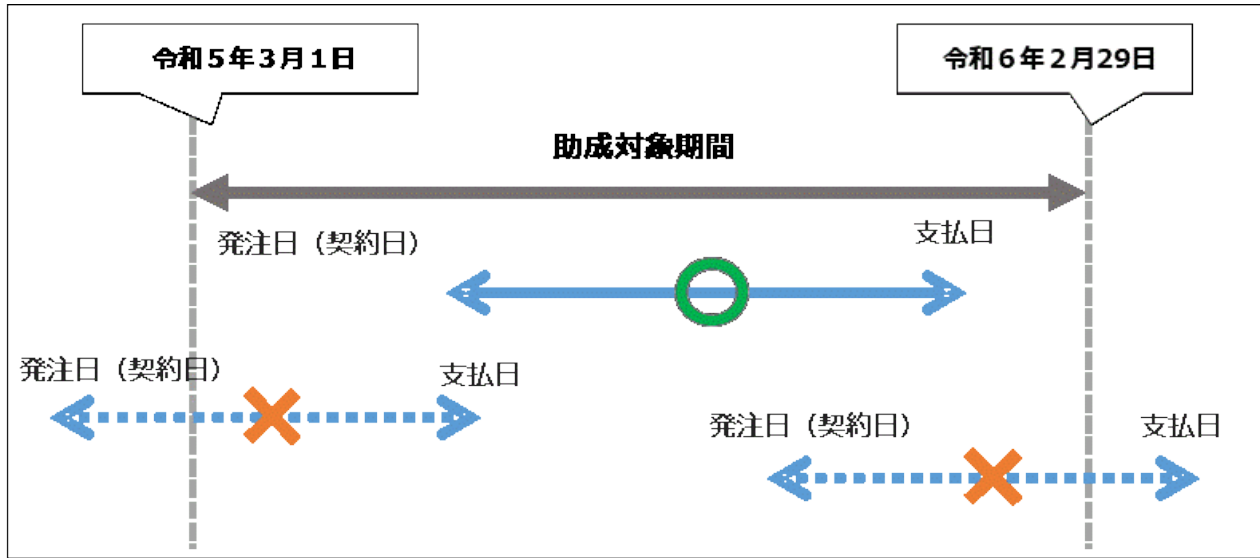 令和５年３月１日
令和６年２月29日
助成対象期間
発注日（契約日）
支払日
発注日（契約日）
支払日
発注日（契約日）
支払日